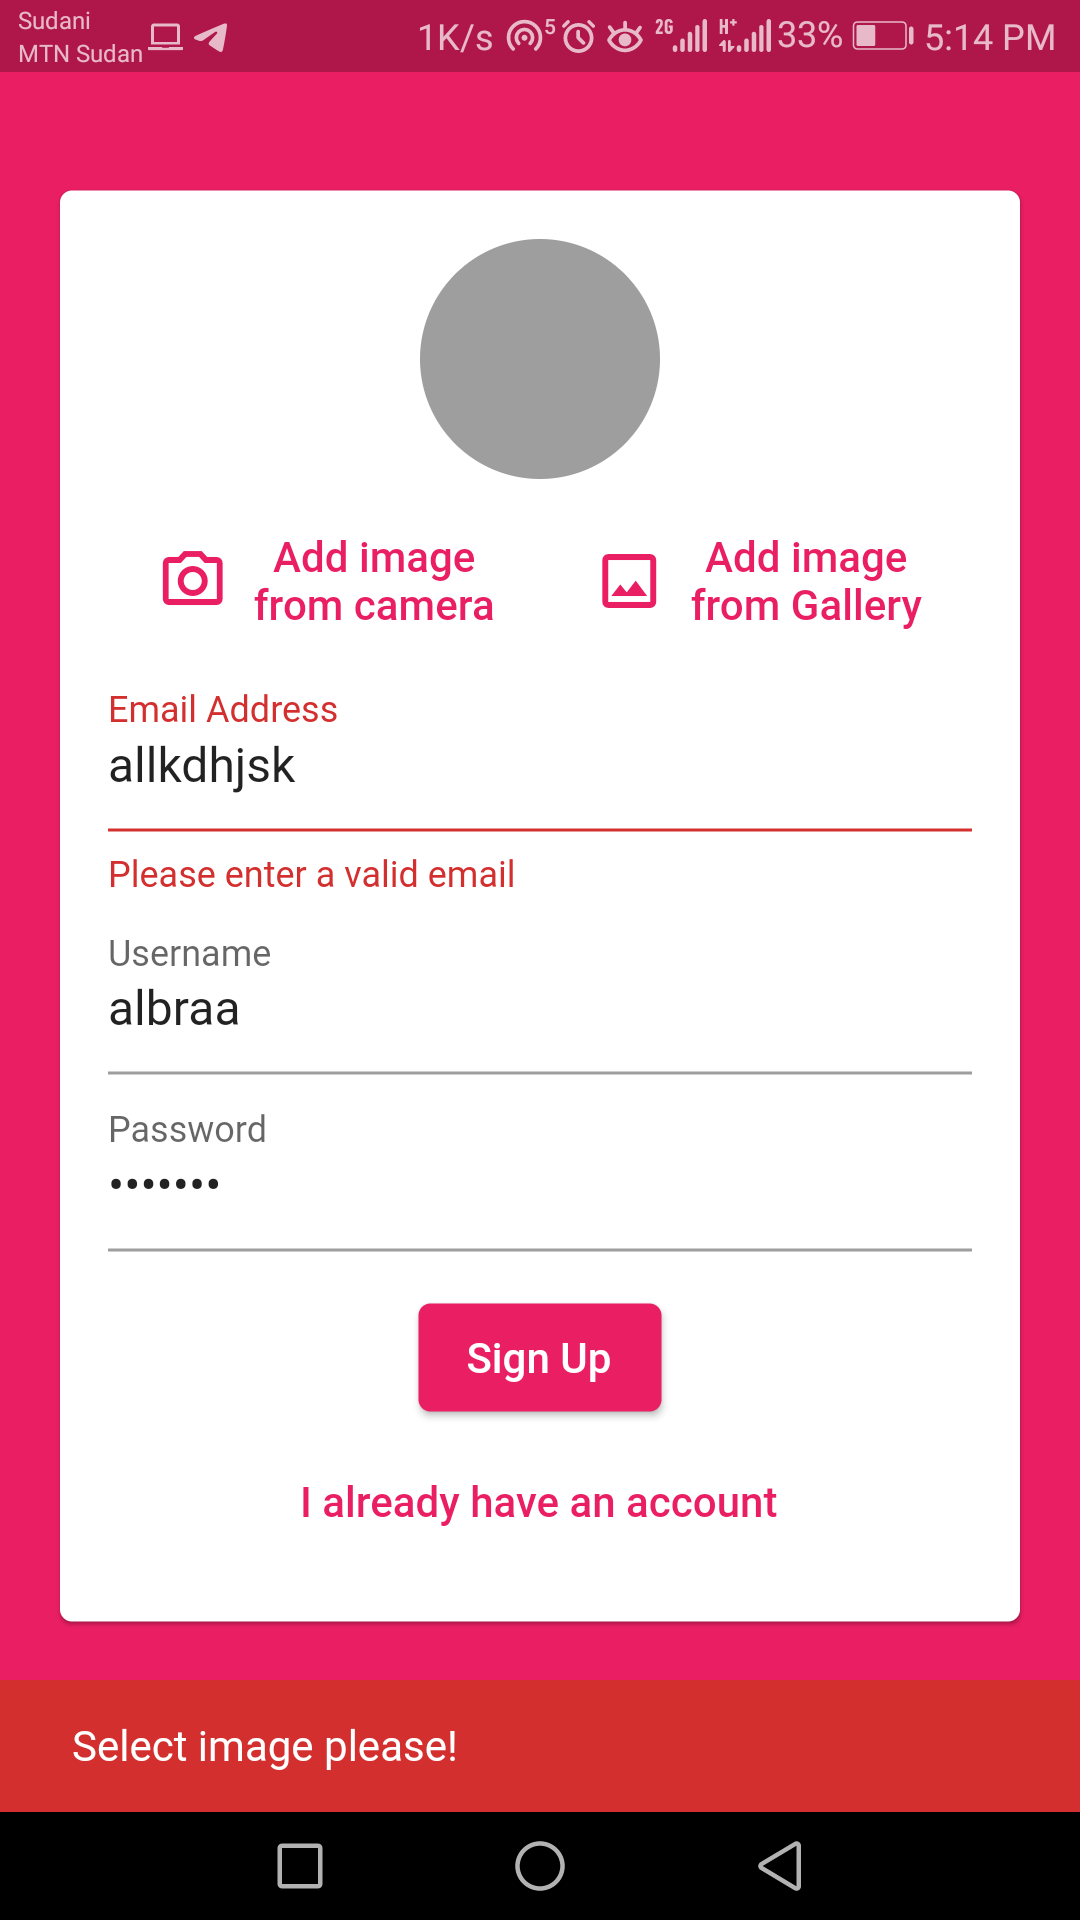 Sudani
MTN Sudan
1K/s 5 2G H+ 33% 5:14 PM
Add image
from camera
Add image
from Gallery
Email Address
allkdhjsk
Please enter a valid email
Username
albraa
Password
•••••••
Sign Up
I already have an account
Select image please!